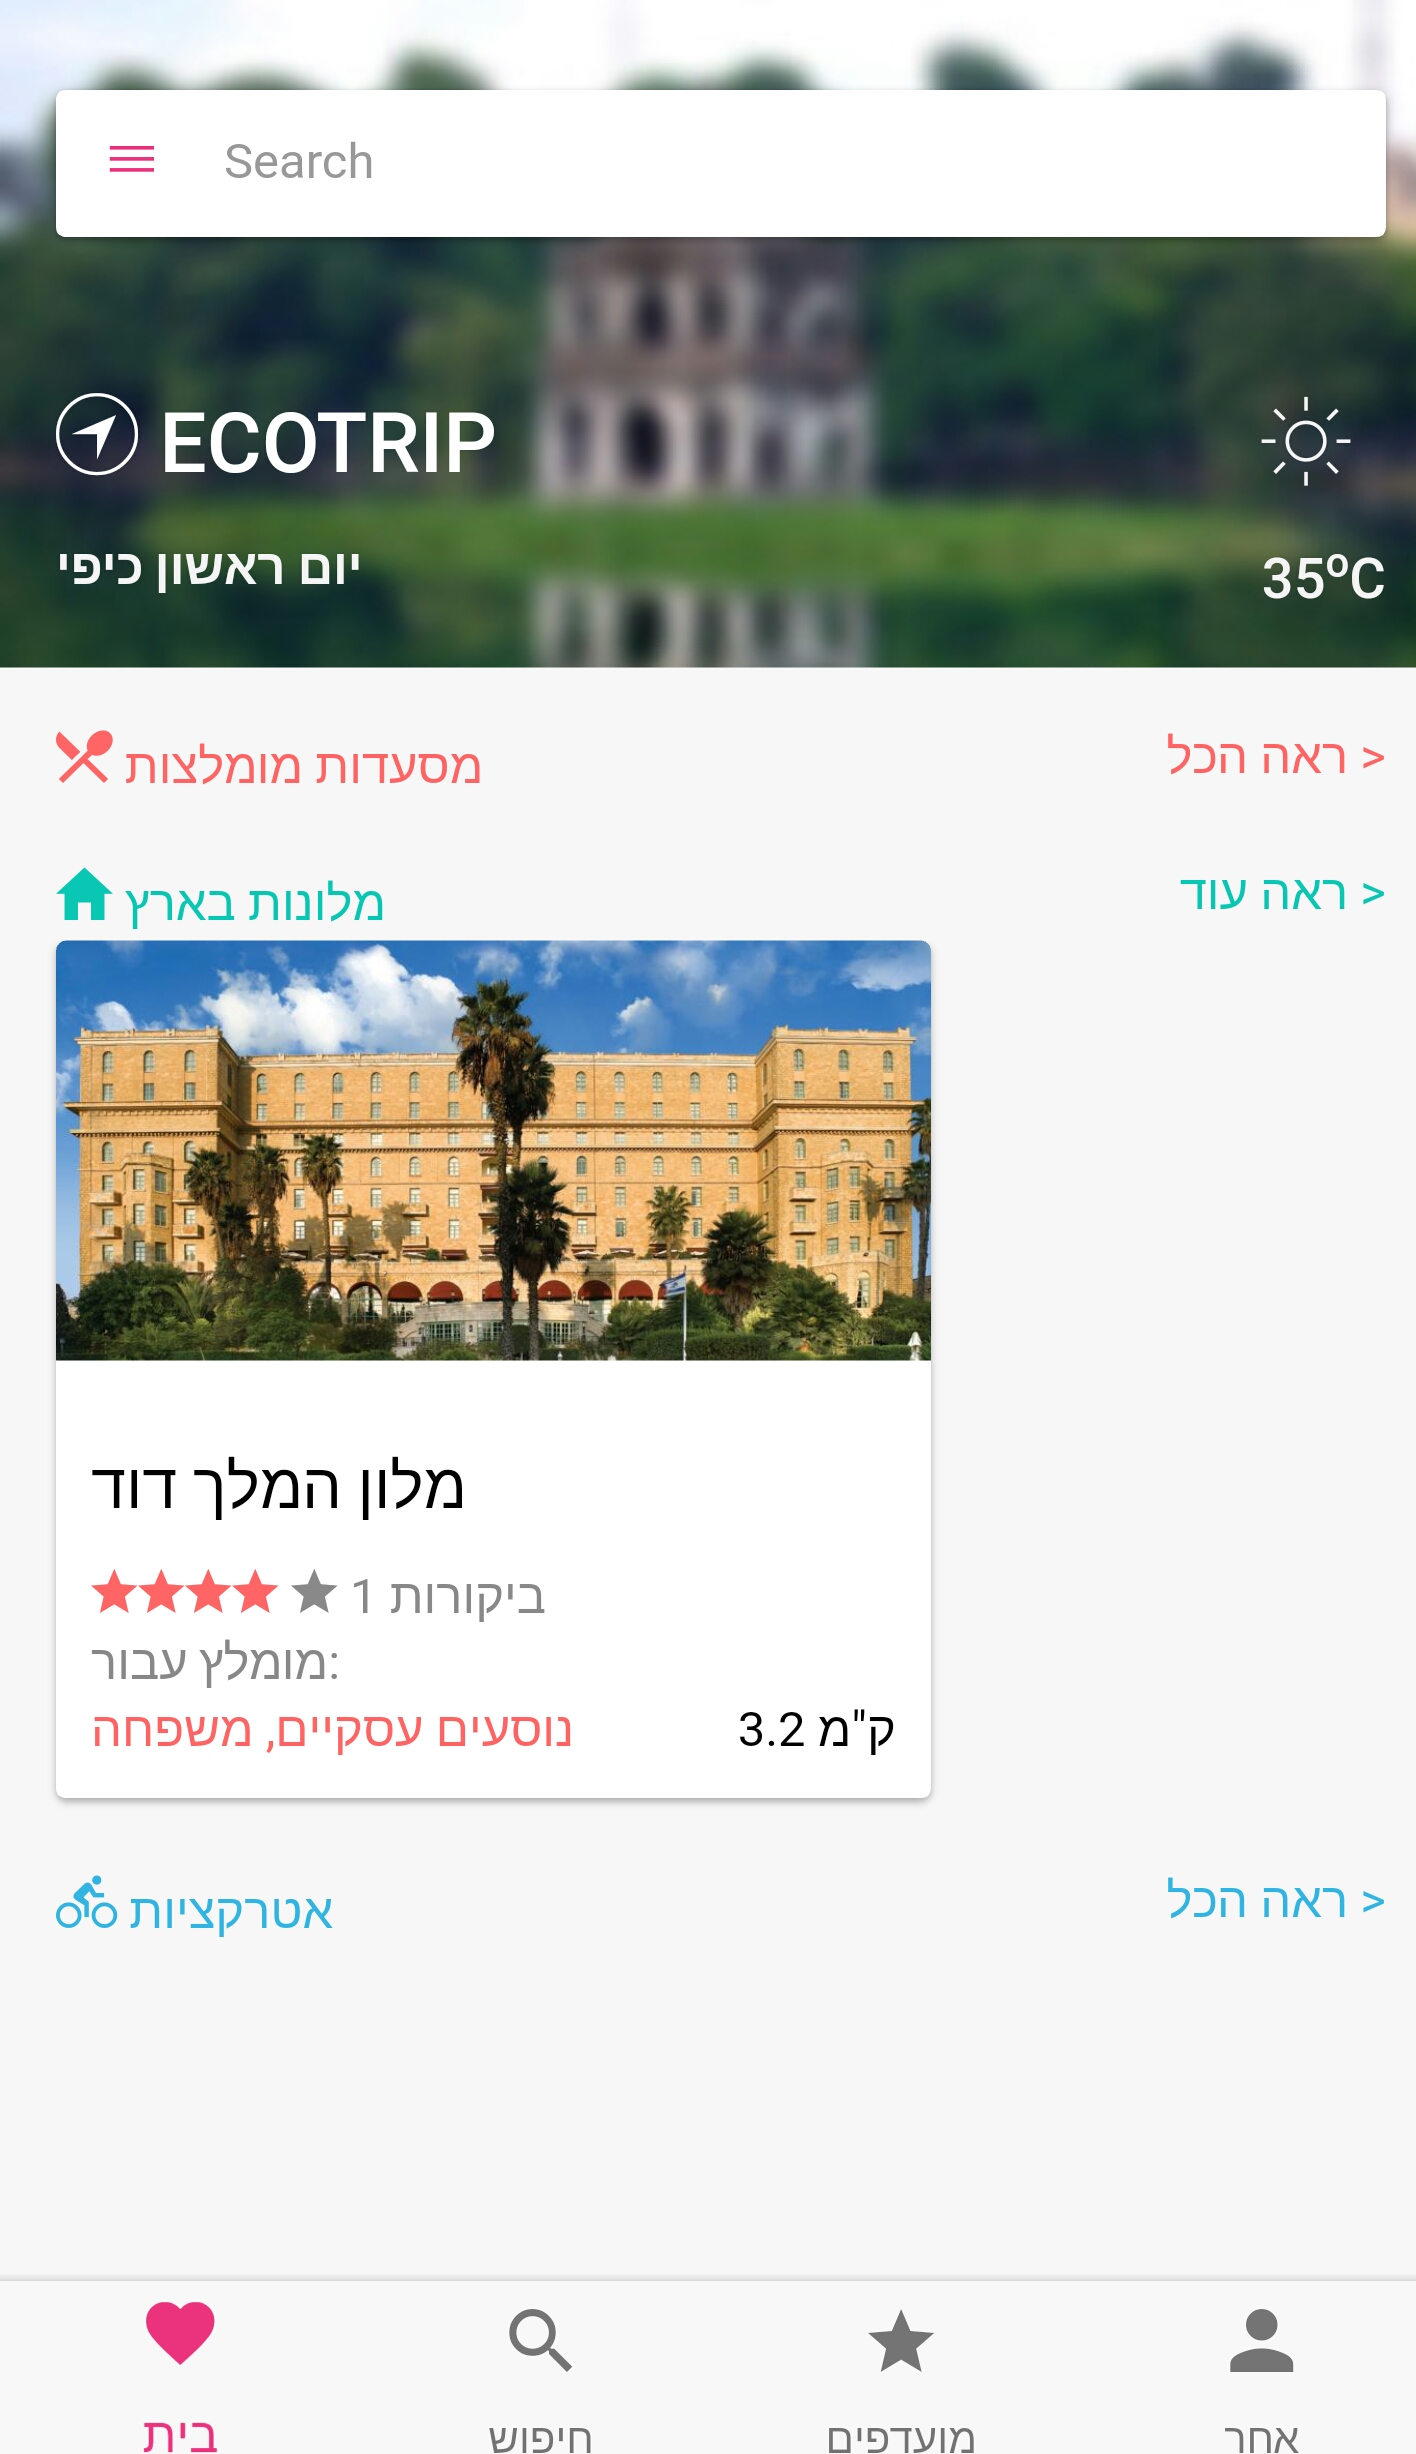 Search
ECOTRIP
יום ראשון כיפי
35ºC
מסעדות מומלצות
ראה הכל >
מלונות בארץ
ראה עוד >
מלון המלך דוד
1 ביקורות
מומלץ עבור:
נוסעים עסקיים, משפחה
3.2 ק"מ
אטרקציות
ראה הכל >
בית
חיפוש
מועדפים
אחר